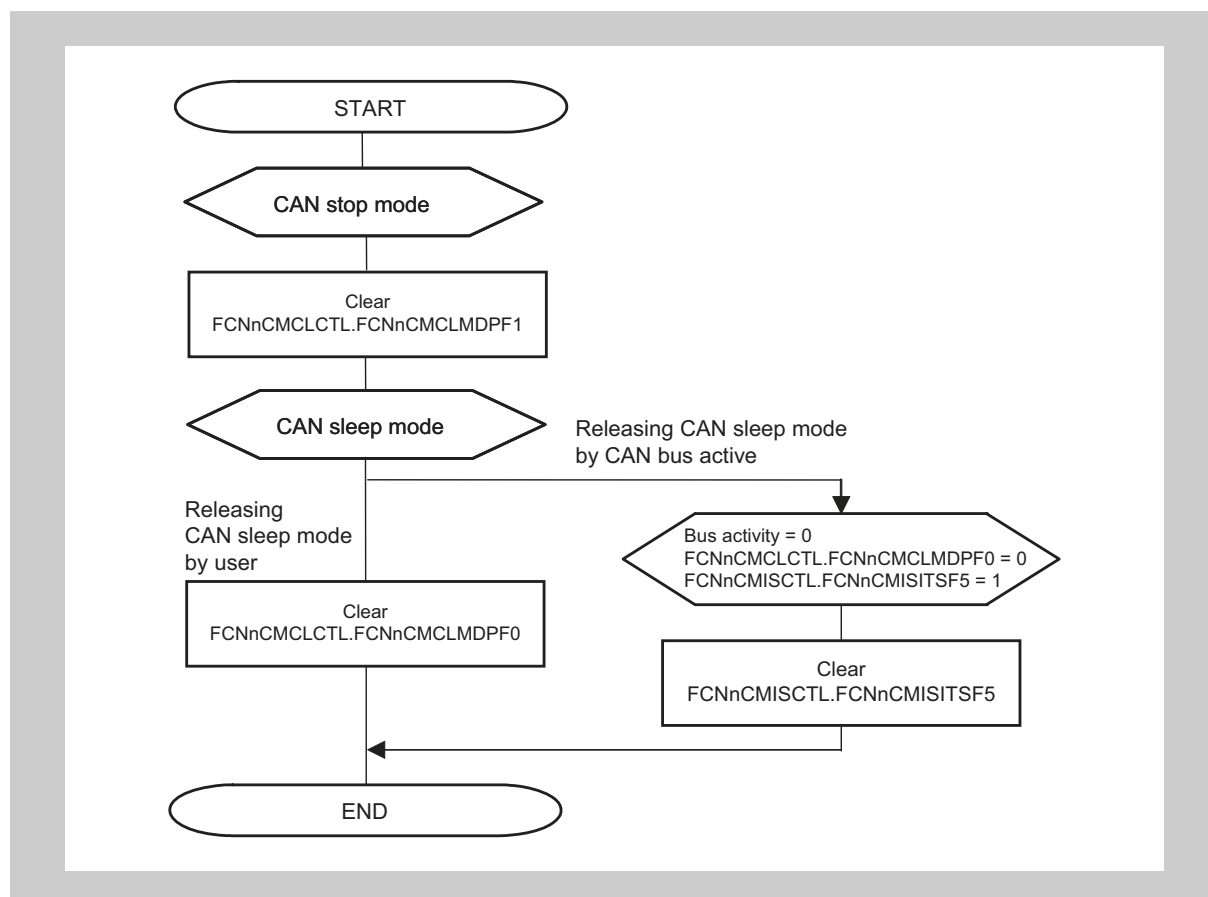 START
CAN stop mode
Clear
FCNnCMCLCTL.FCNnCMCLMDPF1
CAN sleep mode
Releasing CAN sleep mode
by CAN bus active
Releasing
CAN sleep mode
by user
Bus activity = 0
FCNnCMCLCTL.FCNnCMCLMDPF0 = 0
FCNnCMISCTL.FCNnCMISITSF5 = 1
Clear
FCNnCMCLCTL.FCNnCMCLMDPF0
Clear
FCNnCMISCTL.FCNnCMISITSF5
END